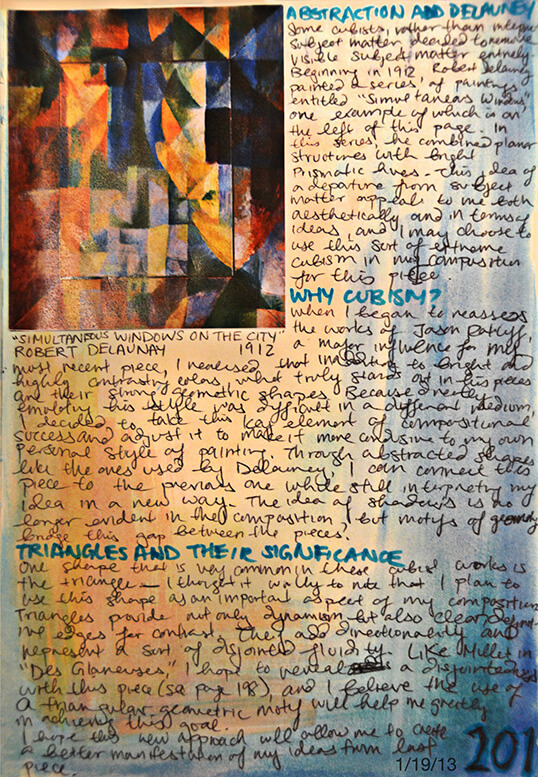 ABSTRACTION AND DELAUNEY
Some cubists, rather than interpret
subject matter decided to remove
visible subject matter entirely.
Beginning in 1912, Robert Delauney
painted a series of paintings
entitled "Simultaneous Windows"
one example of which is on
the left of this page. In
this series, he combined planar
structures with bright
prismatic hues. This idea of
a departure from subject
matter appeals to me both
aesthetically and in terms of
ideas, and I may choose to
use this sort of extreme
cubism in my composition
for this piece.
WHY CUBISM?
When I began to reassess
the works of Jason Ratliff,
a major influence for my
"SIMULTANEOUS WINDOWS ON THE CITY"
ROBERT DELAUNAY 1912
most recent piece, I realised that in addition to bright and
highly contrasting colors, what truly stands out in his pieces
are their strong geometric shapes. Because directly
employing this style was difficult in a different medium,
I decided to take this key element of compositional
success and adjust it to make it more conducive to my own
personal style of painting. Through abstracted shapes
like the ones used by Delauney, I can connect this
piece to the previous one while still interpreting my
idea in a new way. The idea of shadows is no
longer evident in the composition, but motifs of geometry
bridge this gap between the pieces.
TRIANGLES AND THEIR SIGNIFICANCE
One shape that is very common in these cubist works is
the triangle - I thought it worthy to note that I plan to
use this shape as an important aspect of my composition
Triangles provide not only dynamism but also clear defined
edges for contrast. They add directionality and
represent a sort of disjointed fluidity. Like Millet in
"Des Glaneuses," I hope to reveal a disjointedness
with this piece (see page 198), and I believe the use of
a triangular geometric motif will help me greatly
in achieving this goal.
I hope this new approach will allow me to create
a better manifestation of my ideas from last
piece.
1/19/13
201